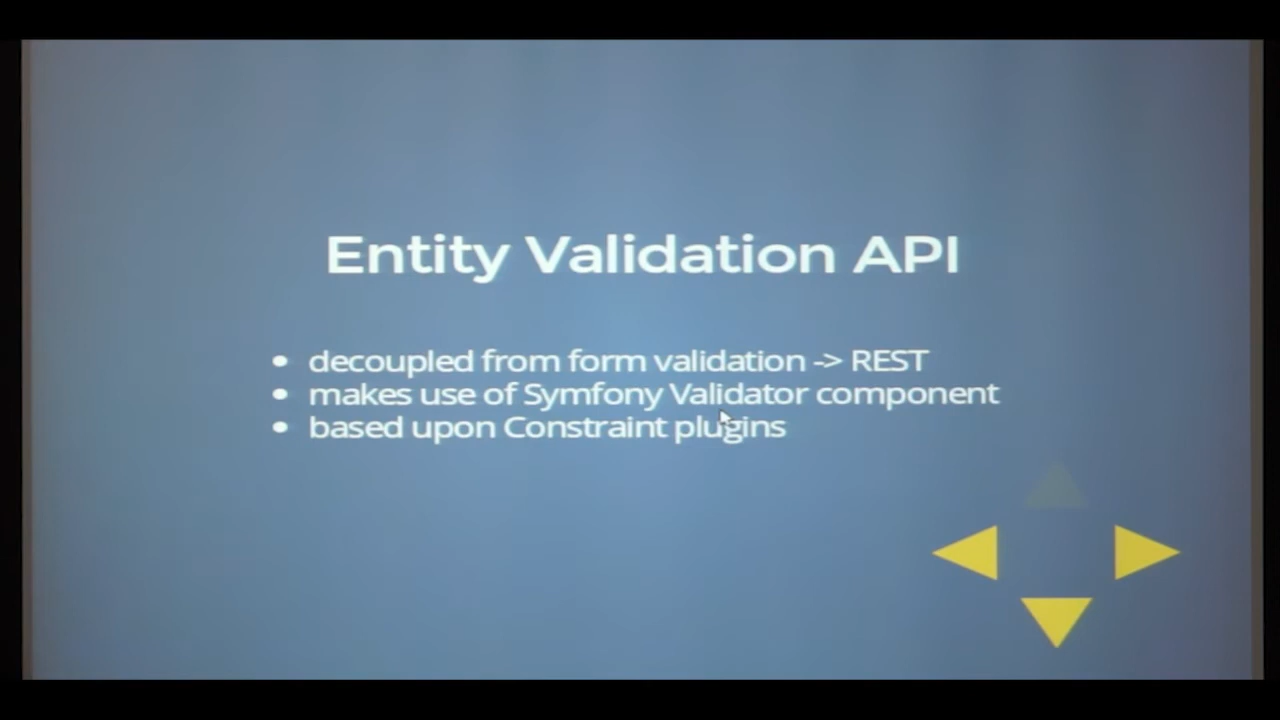 Entity Validation API
• decoupled from form validation -> REST
• makes use of Symfony Validator component
• based upon Constraint plugins